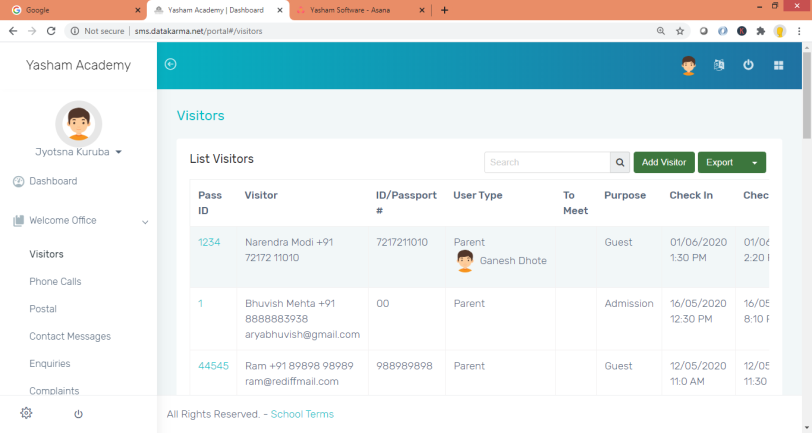 Google
Yasham Academy | Dashboard
Yasham Software - Asana
Not secure | sms.datakarma.net/portal#/visitors
Yasham Academy
Jyotsna Kuruba
Dashboard
Welcome Office
Visitors
Phone Calls
Postal
Contact Messages
Enquiries
Complaints
Visitors
List Visitors
Search
Add Visitor
Export
Pass ID Visitor ID/Passport # User Type To Meet Purpose Check In Chec
1234 Narendra Modi +91 72172 11010 7217211010 Parent Ganesh Dhote Guest 01/06/2020 1:30 PM 01/06 2:20
1 Bhuvish Mehta +91 8888883938 aryabhuvish@gmail.com 00 Parent Admission 16/05/2020 12:30 PM 16/05 8:10
44545 Ram +91 89898 98989 ram@rediffmail.com 988989898 Parent Guest 12/05/2020 11:0 AM 12/05 11:30
All Rights Reserved. - School Terms